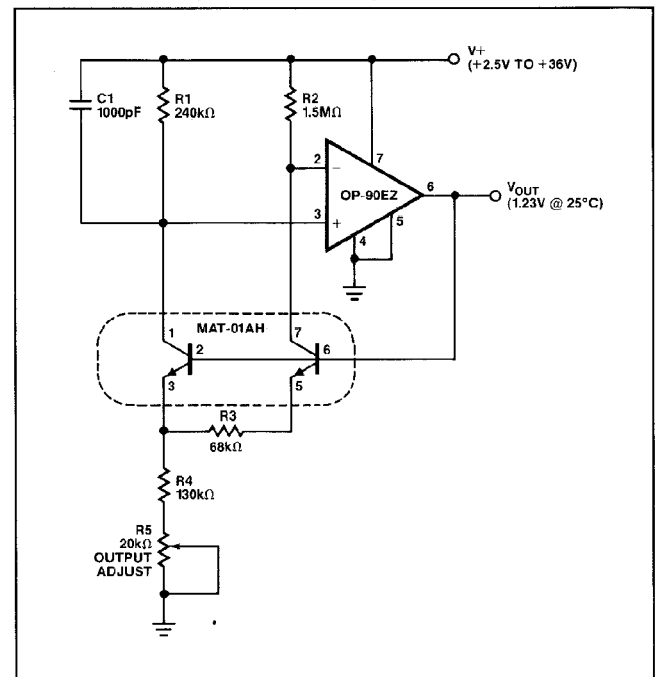 V+
(+2.5V TO +36V)
C1
1000pF
R1
240kΩ
R2
1.5MΩ
2
−
7
OP-90EZ
6
VOUT
(1.23V @ 25°C)
3
+
5
4
1
MAT-01AH
7
2
6
3
5
R3
68kΩ
R4
130kΩ
R5
20kΩ
OUTPUT
ADJUST